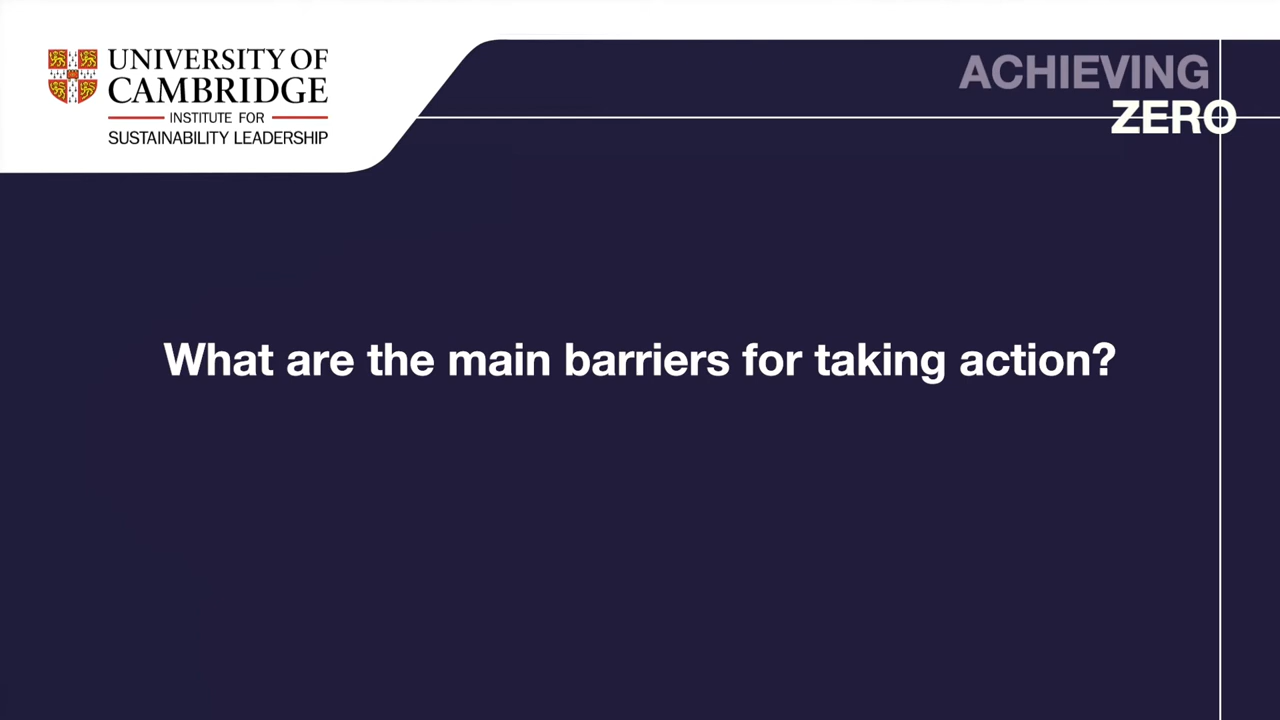 UNIVERSITY OF
CAMBRIDGE
INSTITUTE FOR
SUSTAINABILITY LEADERSHIP
ACHIEVING
ZERO
What are the main barriers for taking action?